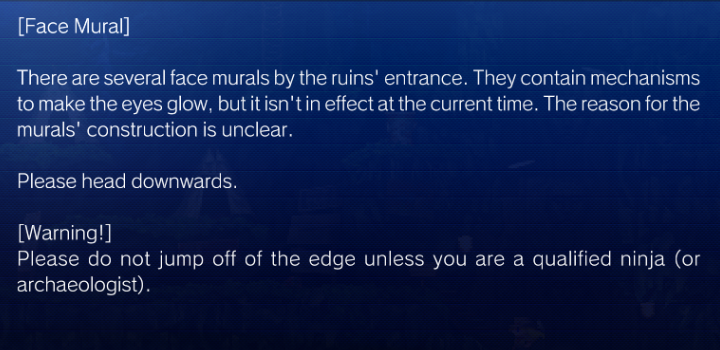 [Face Mural]
There are several face murals by the ruins' entrance. They contain mechanisms
to make the eyes glow, but it isn't in effect at the current time. The reason for the
murals' construction is unclear.
Please head downwards.
[Warning!]
Please do not jump off of the edge unless you are a qualified ninja (or
archaeologist).